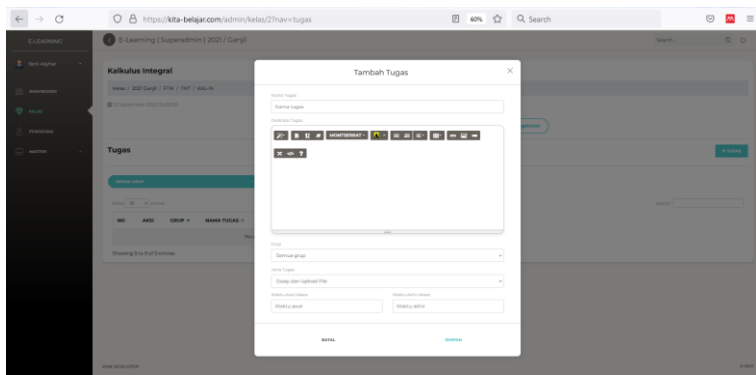 https://kita-belajar.com/admin/kelas/2?nav=tugas
60%
Search
E-LEARNING
E-Learning | Superadmin | 2021 / Ganjil
Search...
Beni Asyhar
Kalkulus Integral
Tambah Tugas
Kelas / 2021 Ganjil / FTIK / TMT / KAL-IN
DASHBOARD
KELAS
PENGGUNA
MASTER
Nama Tugas
Nama tugas
Deskripsi Tugas
MONTSERRAT
Tugas
+ TUGAS
SEMUA GRUP
Show 10 entries
Search:
NO AKSI GRUP NAMA TUGAS
Showing 0 to 0 of 0 entries
Grup
Semua grup
Jenis Tugas
Essay dan Upload File
Waktu Awal Akses
Waktu Akhir Akses
Waktu awal
Waktu akhir
BATAL
SIMPAN